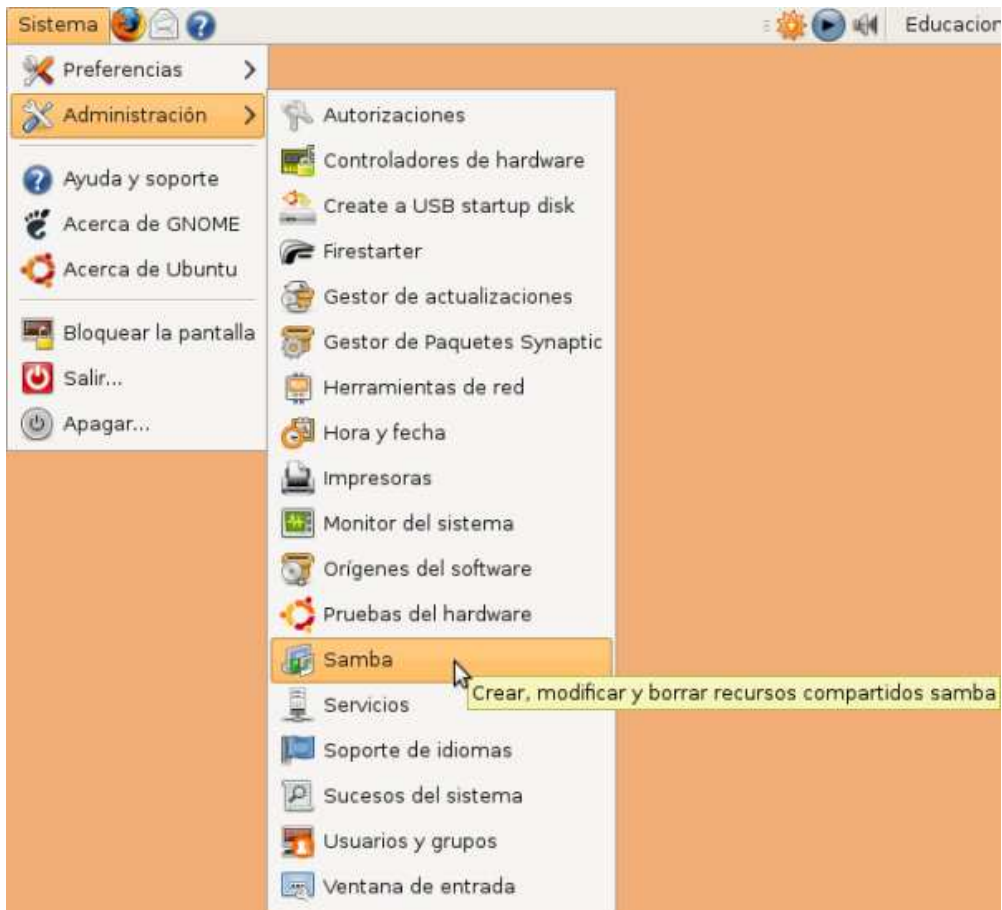 Sistema
Educacion
Preferencias
Administración
Ayuda y soporte
Acerca de GNOME
Acerca de Ubuntu
Bloquear la pantalla
Salir...
Apagar...
Autorizaciones
Controladores de hardware
Create a USB startup disk
Firestarter
Gestor de actualizaciones
Gestor de Paquetes Synaptic
Herramientas de red
Hora y fecha
Impresoras
Monitor del sistema
Orígenes del software
Pruebas del hardware
Samba
Crear, modificar y borrar recursos compartidos samba
Servicios
Soporte de idiomas
Sucesos del sistema
Usuarios y grupos
Ventana de entrada